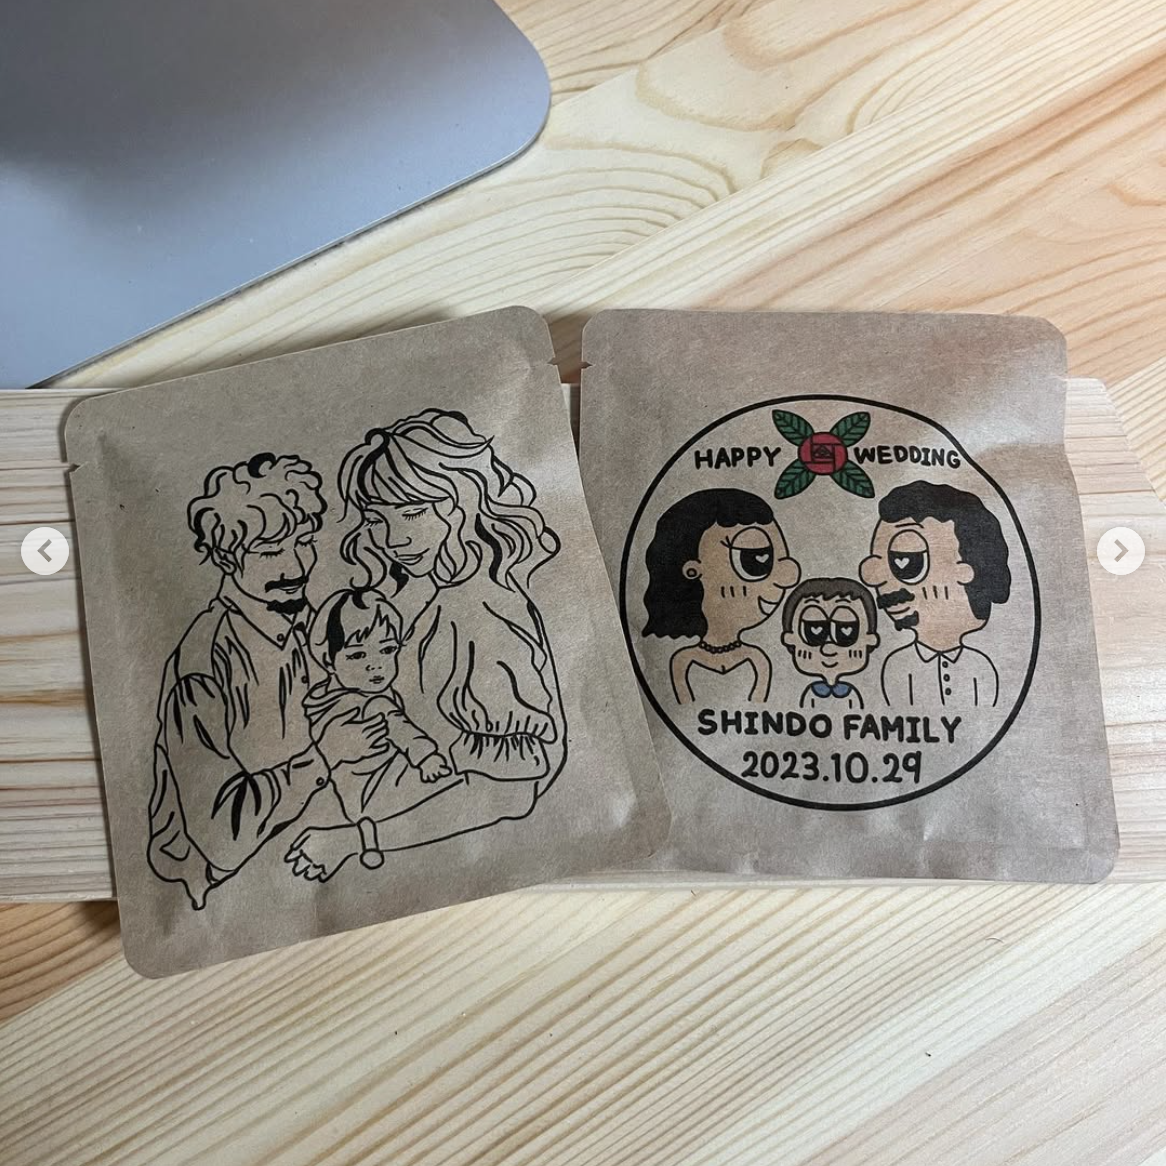 HAPPY WEDDING
SHINDO FAMILY
2023.10.29